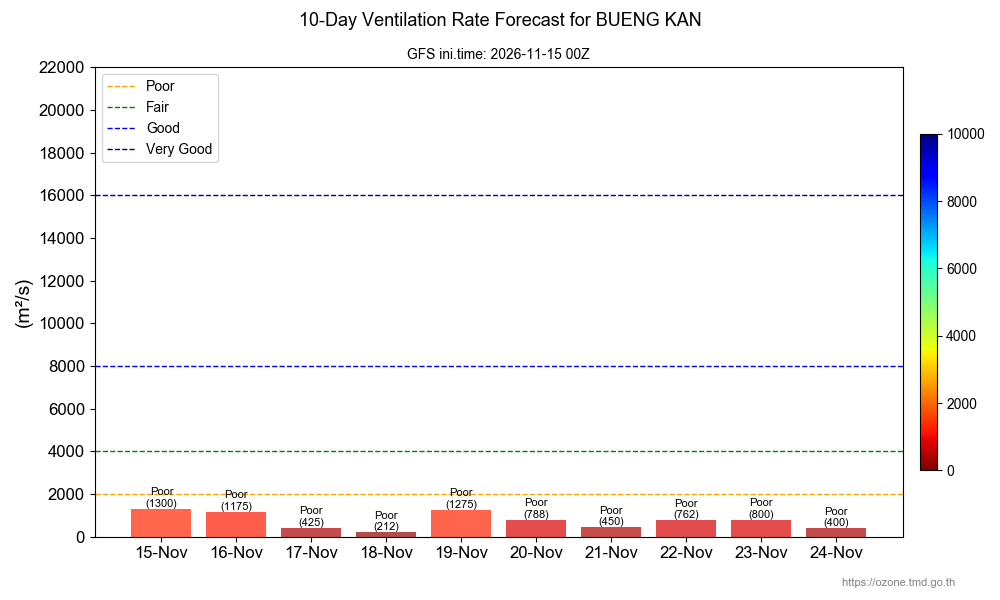 10-Day Ventilation Rate Forecast for BUENG KAN
GFS ini.time: 2026-11-15 00Z
22000
20000
18000
16000
14000
12000
10000
8000
6000
4000
2000
0
(m²/s)
Poor
Fair
Good
Very Good
Poor
(1300)
Poor
(1175)
Poor
(425)
Poor
(212)
Poor
(1275)
Poor
(788)
Poor
(450)
Poor
(762)
Poor
(800)
Poor
(400)
15-Nov
16-Nov
17-Nov
18-Nov
19-Nov
20-Nov
21-Nov
22-Nov
23-Nov
24-Nov
10000
8000
6000
4000
2000
0
https://ozone.tmd.go.th